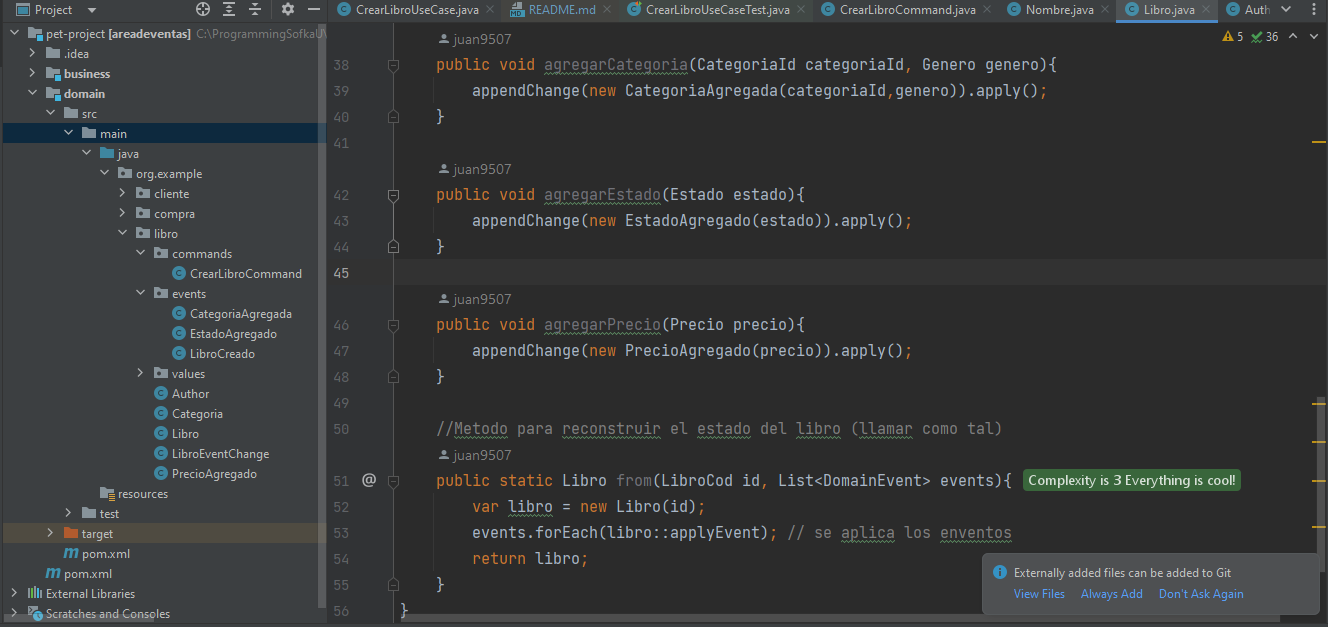 Project
CrearLibroUseCase.java
README.md
CrearLibroUseCaseTest.java
CrearLibroCommand.java
Nombre.java
Libro.java
Auth
pet-project [areadeventas] C:\ProgrammingSofkaU\
.idea
business
domain
src
main
java
org.example
cliente
compra
libro
commands
CrearLibroCommand
events
CategoriaAgregada
EstadoAgregado
LibroCreado
values
Author
Categoria
Libro
LibroEventChange
PrecioAgregado
resources
test
target
pom.xml
pom.xml
External Libraries
Scratches and Consoles
5 36
juan9507
38 public void agregarCategoria(CategoriaId categoriaId, Genero genero){
39 appendChange(new CategoriaAgregada(categoriaId,genero)).apply();
40 }
41
juan9507
42 public void agregarEstado(Estado estado){
43 appendChange(new EstadoAgregado(estado)).apply();
44 }
45
juan9507
46 public void agregarPrecio(Precio precio){
47 appendChange(new PrecioAgregado(precio)).apply();
48 }
49
50 //Metodo para reconstruir el estado del libro (llamar como tal)
juan9507
51 @ public static Libro from(LibroCod id, List<DomainEvent> events){ Complexity is 3 Everything is cool!
52 var libro = new Libro(id);
53 events.forEach(libro::applyEvent); // se aplica los enventos
54 return libro;
55 }
56 }
Externally added files can be added to Git
View Files Always Add Don't Ask Again